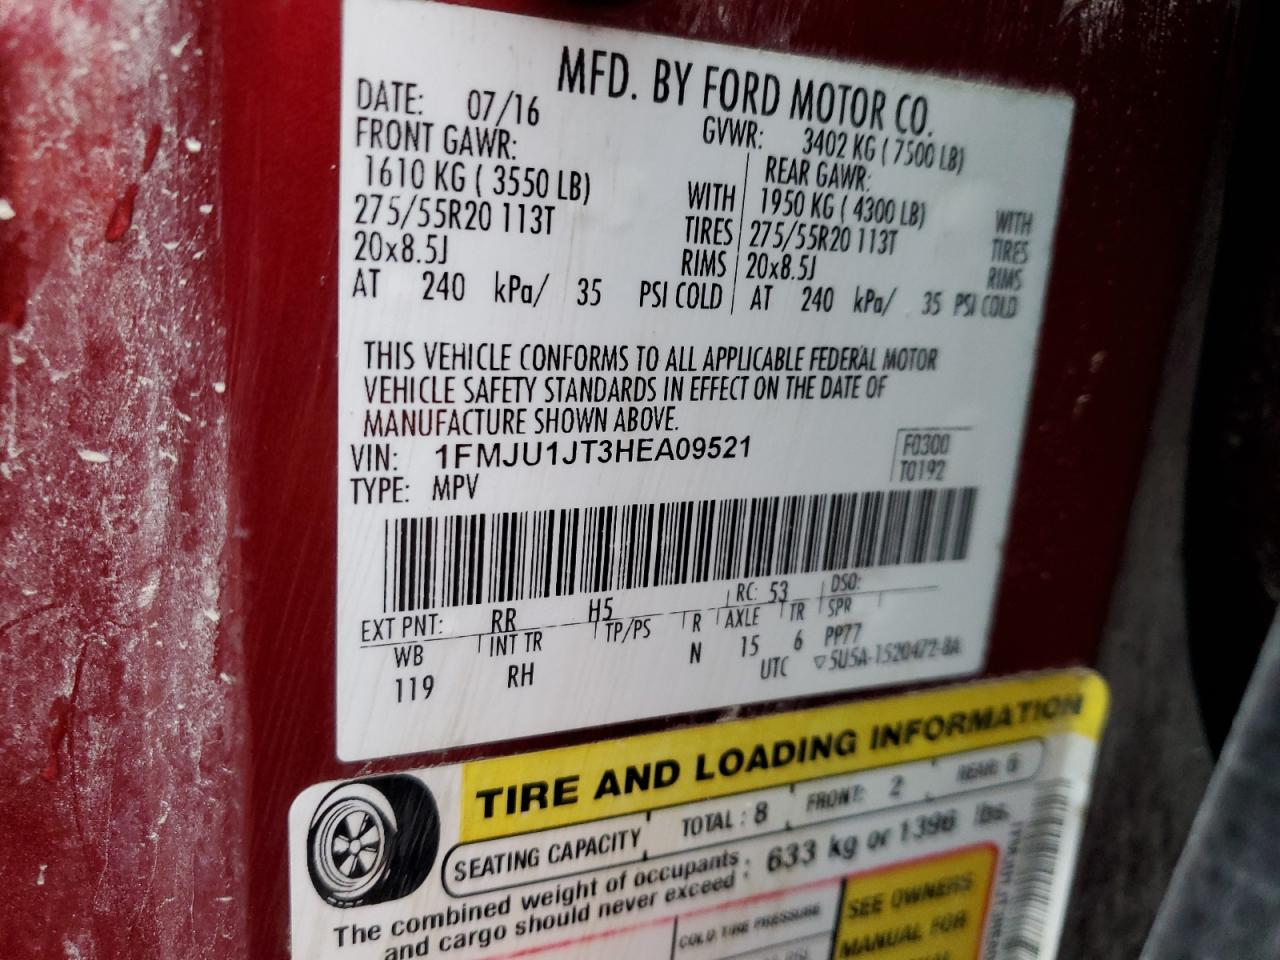 MFD. BY FORD MOTOR CO.
DATE: 07/16 GVWR: 3402 KG ( 7500 LB)
FRONT GAWR: REAR GAWR:
1610 KG ( 3550 LB) WITH 1950 KG ( 4300 LB) WITH
275/55R20 113T TIRES 275/55R20 113T TIRES
20x8.5J RIMS 20x8.5J RIMS
AT 240 kPa/ 35 PSI COLD AT 240 kPa/ 35 PSI COLD
THIS VEHICLE CONFORMS TO ALL APPLICABLE FEDERAL MOTOR
VEHICLE SAFETY STANDARDS IN EFFECT ON THE DATE OF
MANUFACTURE SHOWN ABOVE.
VIN: 1FMJU1JT3HEA09521 F0300
TYPE: MPV T0192
EXT PNT: RR H5 RC: 53 DSO:
WB INT TR TP/PS R AXLE TR SPR
119 RH N 15 6 PP77
UTC ▽5U5A-1520472-BA
TIRE AND LOADING INFORMATION
SEATING CAPACITY TOTAL : 8 FRONT: 2 REAR: 6
The combined weight of occupants : 633 kg or 1396 lbs.
and cargo should never exceed :
COLD TIRE PRESSURE SEE OWNERS
MANUAL FOR